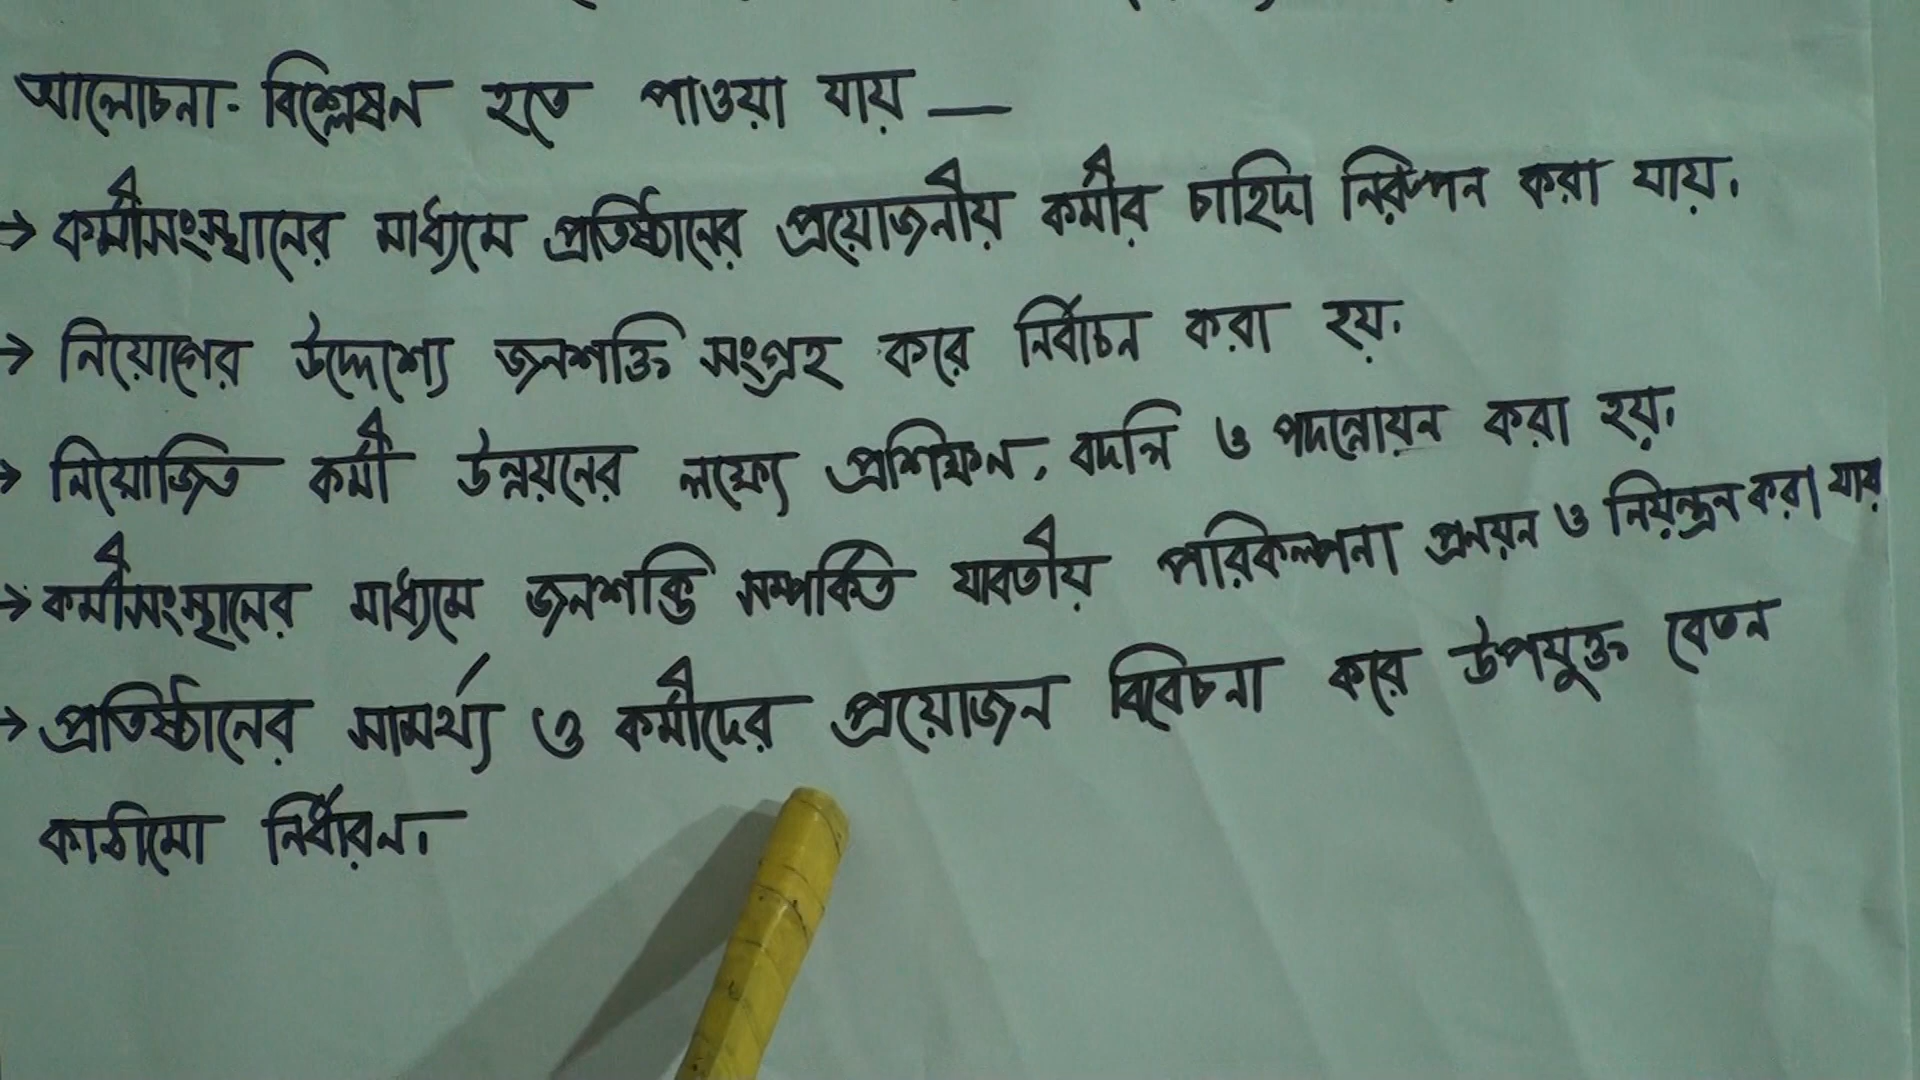 আলোচনা-বিশ্লেষন হতে পাওয়া যায় —
→ কর্মীসংস্থানের মাধ্যমে প্রতিষ্ঠানের প্রয়োজনীয় কর্মীর চাহিদা নিরুপন করা যায়.
→ নিয়োগের উদ্দেশ্যে জনশক্তি সংগ্রহ করে নির্বাচন করা হয়.
→ নিয়োজিত কর্মী উন্নয়নের লক্ষ্যে প্রশিক্ষন, বদলি ও পদন্নোয়ন করা হয়.
→ কর্মীসংস্থানের মাধ্যমে জনশক্তি সম্পর্কিত যাবতীয় পরিকল্পনা প্রনয়ন ও নিয়ন্ত্রন করা যায়
→ প্রতিষ্ঠানের সামর্থ্য ও কর্মীদের প্রয়োজন বিবেচনা করে উপযুক্ত বেতন
কাঠামো নির্ধারন.